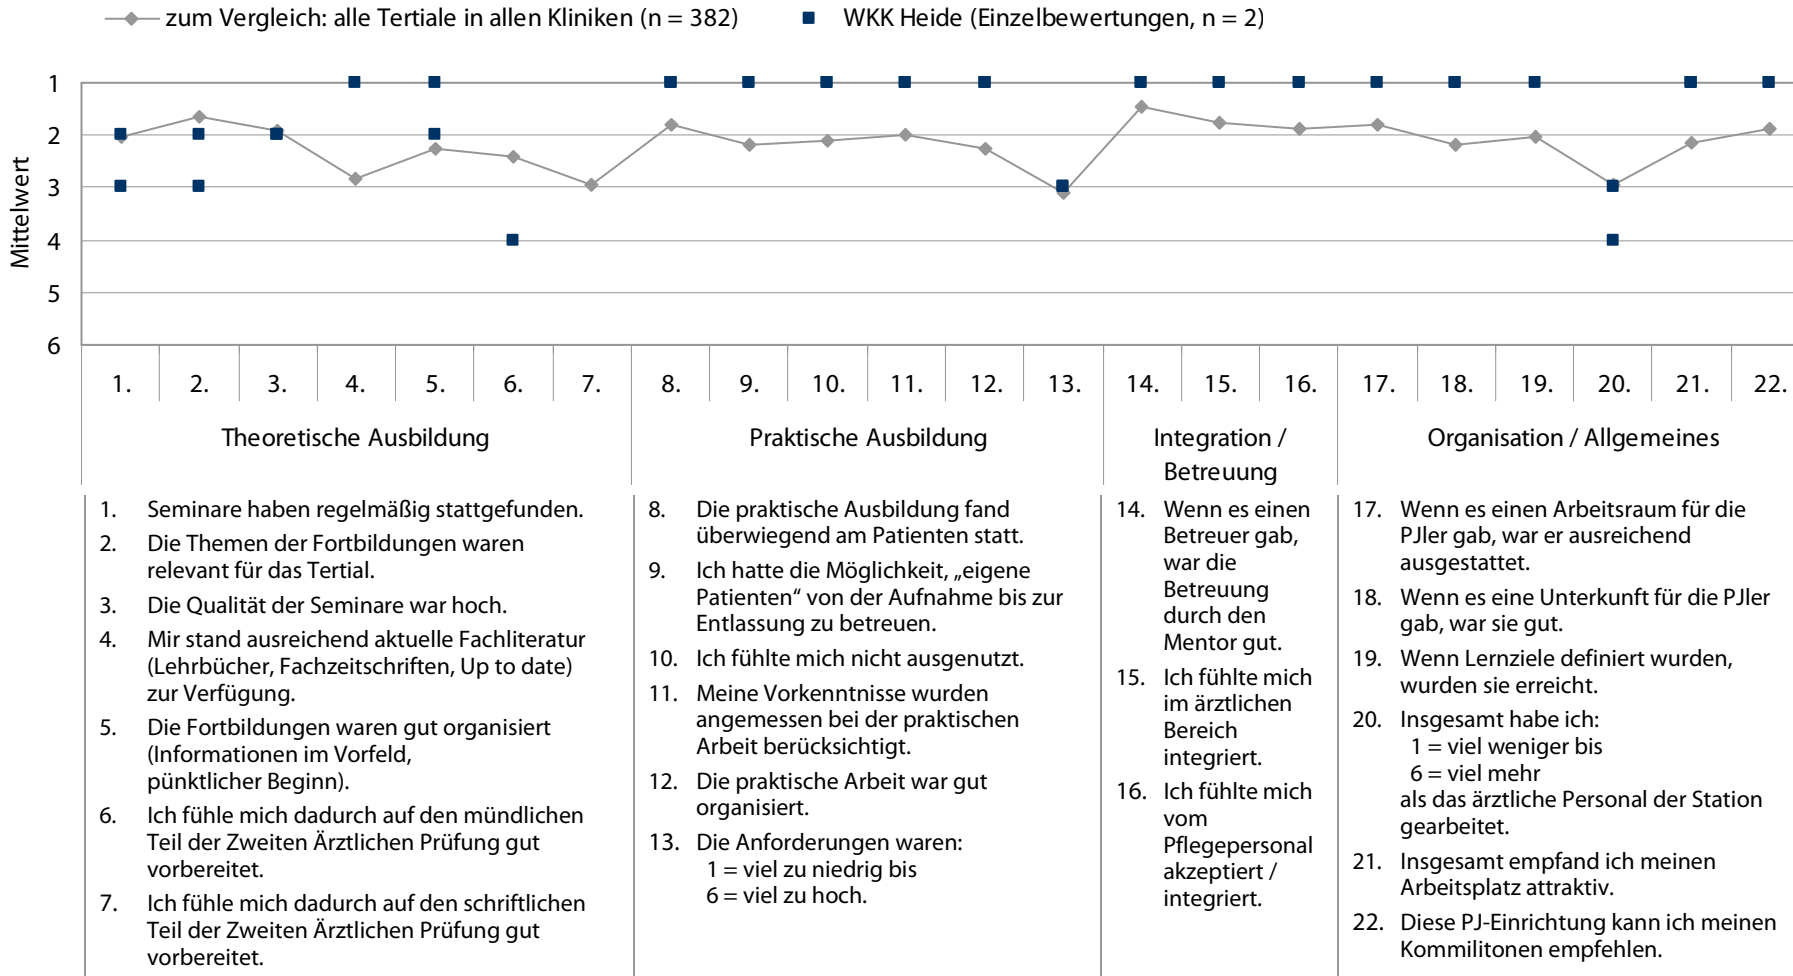 zum Vergleich: alle Tertiale in allen Kliniken (n = 382)
WKK Heide (Einzelbewertungen, n = 2)
Mittelwert
1
2
3
4
5
6
1. 2. 3. 4. 5. 6. 7. 8. 9. 10. 11. 12. 13. 14. 15. 16. 17. 18. 19. 20. 21. 22.
Theoretische Ausbildung
Praktische Ausbildung
Integration /
Betreuung
Organisation / Allgemeines
1. Seminare haben regelmäßig stattgefunden.
2. Die Themen der Fortbildungen waren
relevant für das Tertial.
3. Die Qualität der Seminare war hoch.
4. Mir stand ausreichend aktuelle Fachliteratur
(Lehrbücher, Fachzeitschriften, Up to date)
zur Verfügung.
5. Die Fortbildungen waren gut organisiert
(Informationen im Vorfeld,
pünktlicher Beginn).
6. Ich fühle mich dadurch auf den mündlichen
Teil der Zweiten Ärztlichen Prüfung gut
vorbereitet.
7. Ich fühle mich dadurch auf den schriftlichen
Teil der Zweiten Ärztlichen Prüfung gut
vorbereitet.
8. Die praktische Ausbildung fand
überwiegend am Patienten statt.
9. Ich hatte die Möglichkeit, „eigene
Patienten“ von der Aufnahme bis zur
Entlassung zu betreuen.
10. Ich fühlte mich nicht ausgenutzt.
11. Meine Vorkenntnisse wurden
angemessen bei der praktischen
Arbeit berücksichtigt.
12. Die praktische Arbeit war gut
organisiert.
13. Die Anforderungen waren:
1 = viel zu niedrig bis
6 = viel zu hoch.
14. Wenn es einen
Betreuer gab,
war die
Betreuung
durch den
Mentor gut.
15. Ich fühlte mich
im ärztlichen
Bereich
integriert.
16. Ich fühlte mich
vom
Pflegepersonal
akzeptiert /
integriert.
17. Wenn es einen Arbeitsraum für die
PJler gab, war er ausreichend
ausgestattet.
18. Wenn es eine Unterkunft für die PJler
gab, war sie gut.
19. Wenn Lernziele definiert wurden,
wurden sie erreicht.
20. Insgesamt habe ich:
1 = viel weniger bis
6 = viel mehr
als das ärztliche Personal der Station
gearbeitet.
21. Insgesamt empfand ich meinen
Arbeitsplatz attraktiv.
22. Diese PJ-Einrichtung kann ich meinen
Kommilitonen empfehlen.